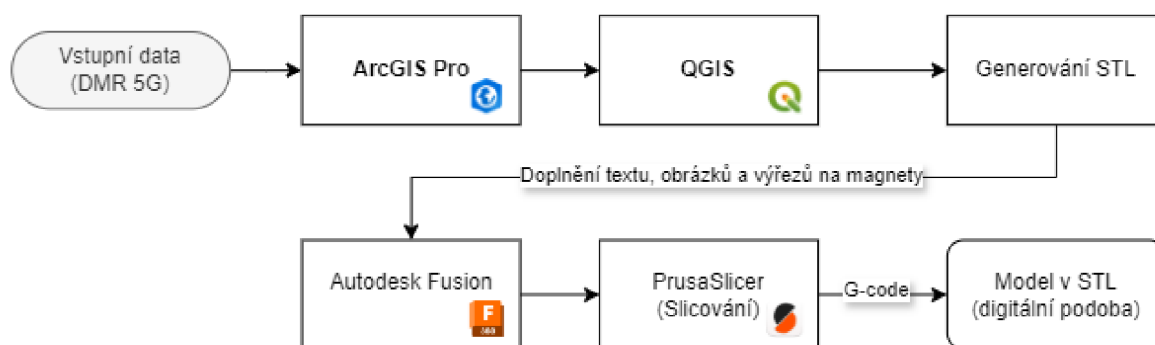 Vstupní data
(DMR 5G)
ArcGIS Pro
QGIS
Generování STL
Doplnění textu, obrázků a výřezů na magnety
Autodesk Fusion
F
360
PrusaSlicer
(Slicování)
G-code
Model v STL
(digitální podoba)